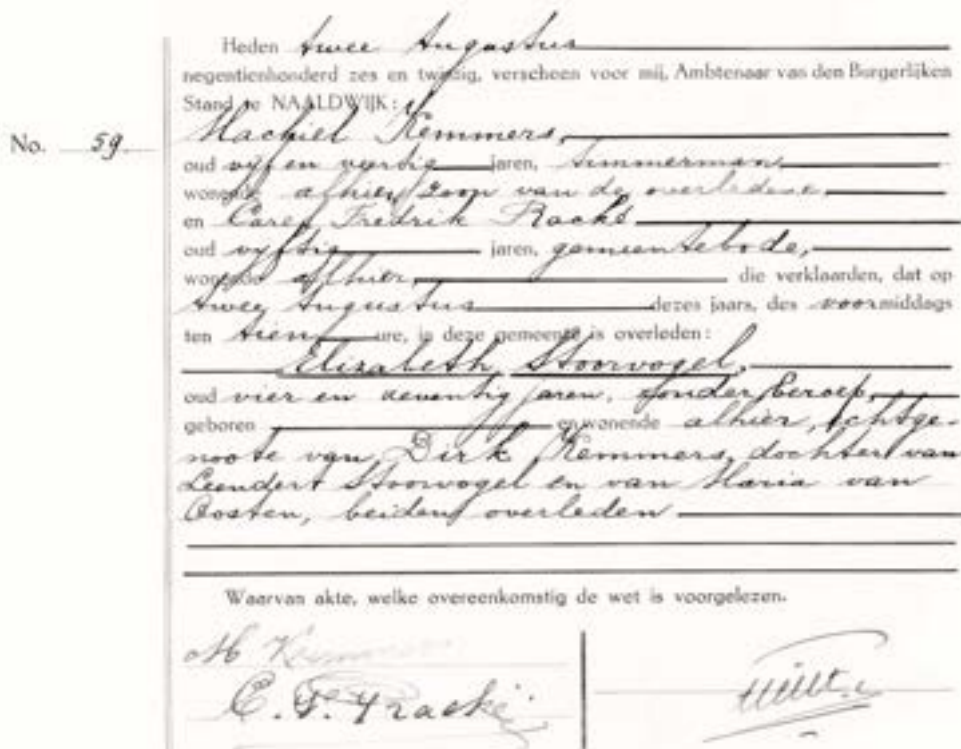 Heden twee Augustus
negentienhonderd zes en twintig, verscheen voor mij, Ambtenaar van den Burgerlijken
Stand te NAALDWIJK:
No. 59.
Machiel Kemmers,
oud vijf en veertig jaren, timmerman
wonende alhier, zoon van de overledene,
en Carel Fredrik
oud vijftig jaren, gemeentebode,
wonende alhier, die verklaarden, dat op
twee Augustus dezes jaars, des voormiddags
ten tien ure, in deze gemeente is overleden:
Elizabeth Stoorvogel,
oud vier en zeventig jaren, zonder beroep,
geboren en wonende alhier, echtge-
noote van Dirk Kemmers, dochter van
Leendert Stoorvogel en van Maria van
Oosten, beiden overleden
Waarvan akte, welke overeenkomstig de wet is voorgelezen.
M Kemmers
C. F.